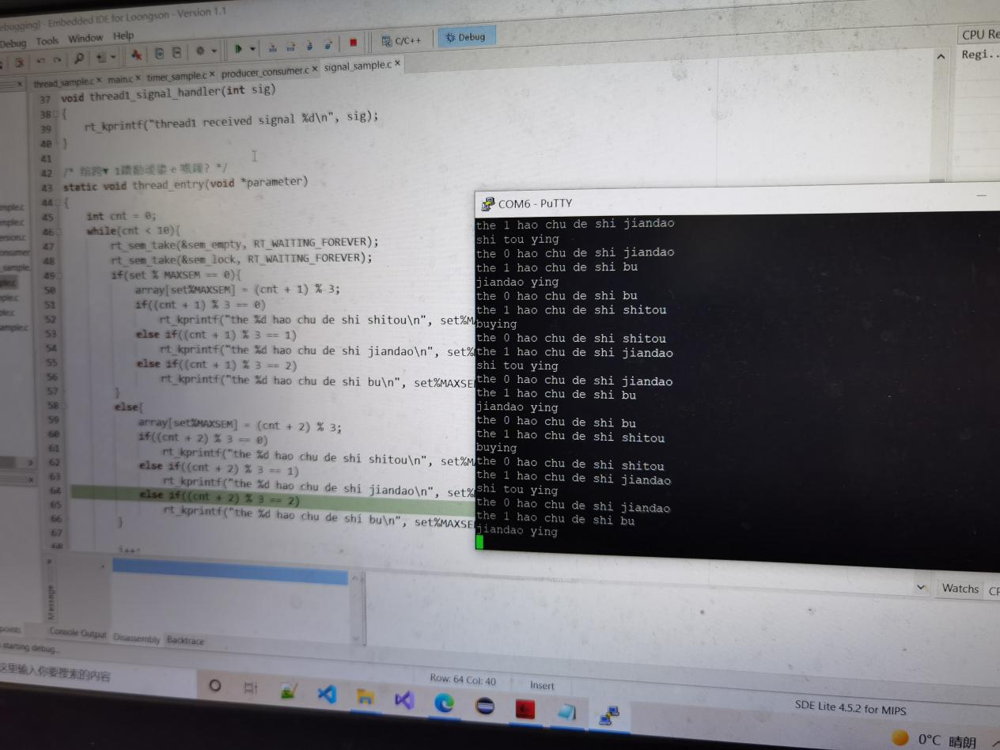 ebugging) - Embedded IDE for Loongson - Version 1.1
Debug Tools Window Help
C/C++ Debug
CPU Re
Regi..
thread_sample.c main.c timer_sample.c producer_consumer.c signal_sample.c
37 void thread1_signal_handler(int sig)
38 {
39 rt_kprintf("thread1 received signal %d\n", sig);
40 }
41
42 /* */
43 static void thread_entry(void *parameter)
44 {
45 int cnt = 0;
46 while(cnt < 10){
47 rt_sem_take(&sem_empty, RT_WAITING_FOREVER);
48 rt_sem_take(&sem_lock, RT_WAITING_FOREVER);
49 if(set % MAXSEM == 0){
50 array[set%MAXSEM] = (cnt + 1) % 3;
51 if((cnt + 1) % 3 == 0)
52 rt_kprintf("the %d hao chu de shi shitou\n", set%M
53 else if((cnt + 1) % 3 == 1)
54 rt_kprintf("the %d hao chu de shi jiandao\n", set%
55 else if((cnt + 1) % 3 == 2)
56 rt_kprintf("the %d hao chu de shi bu\n", set%MAXSE
57 }
58 else{
59 array[set%MAXSEM] = (cnt + 2) % 3;
60 if((cnt + 2) % 3 == 0)
61 rt_kprintf("the %d hao chu de shi shitou\n", set%M
62 else if((cnt + 2) % 3 == 1)
63 rt_kprintf("the %d hao chu de shi jiandao\n", set%
64 else if((cnt + 2) % 3 == 2)
65 rt_kprintf("the %d hao chu de shi bu\n", set%MAXSE
66 }
67
68 i++;
COM6 - PuTTY
the 1 hao chu de shi jiandao
shi tou ying
the 0 hao chu de shi jiandao
the 1 hao chu de shi bu
jiandao ying
the 0 hao chu de shi bu
the 1 hao chu de shi shitou
buying
the 0 hao chu de shi shitou
the 1 hao chu de shi jiandao
shi tou ying
the 0 hao chu de shi jiandao
the 1 hao chu de shi bu
jiandao ying
the 0 hao chu de shi bu
the 1 hao chu de shi shitou
buying
the 0 hao chu de shi shitou
the 1 hao chu de shi jiandao
shi tou ying
the 0 hao chu de shi jiandao
the 1 hao chu de shi bu
jiandao ying
Message
Watchs
points Console Output Disassembly Backtrace
starting debug...
Row: 64 Col: 40 Insert
SDE Lite 4.5.2 for MIPS
这里输入你要搜索的内容
0°C 晴朗